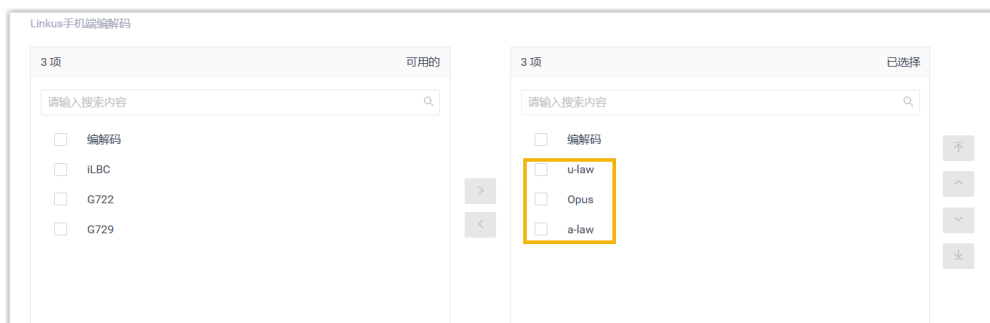 Linkus手机端编解码
3 项 可用的
请输入搜索内容
编解码
iLBC
G722
G729
3 项 已选择
请输入搜索内容
编解码
u-law
Opus
a-law